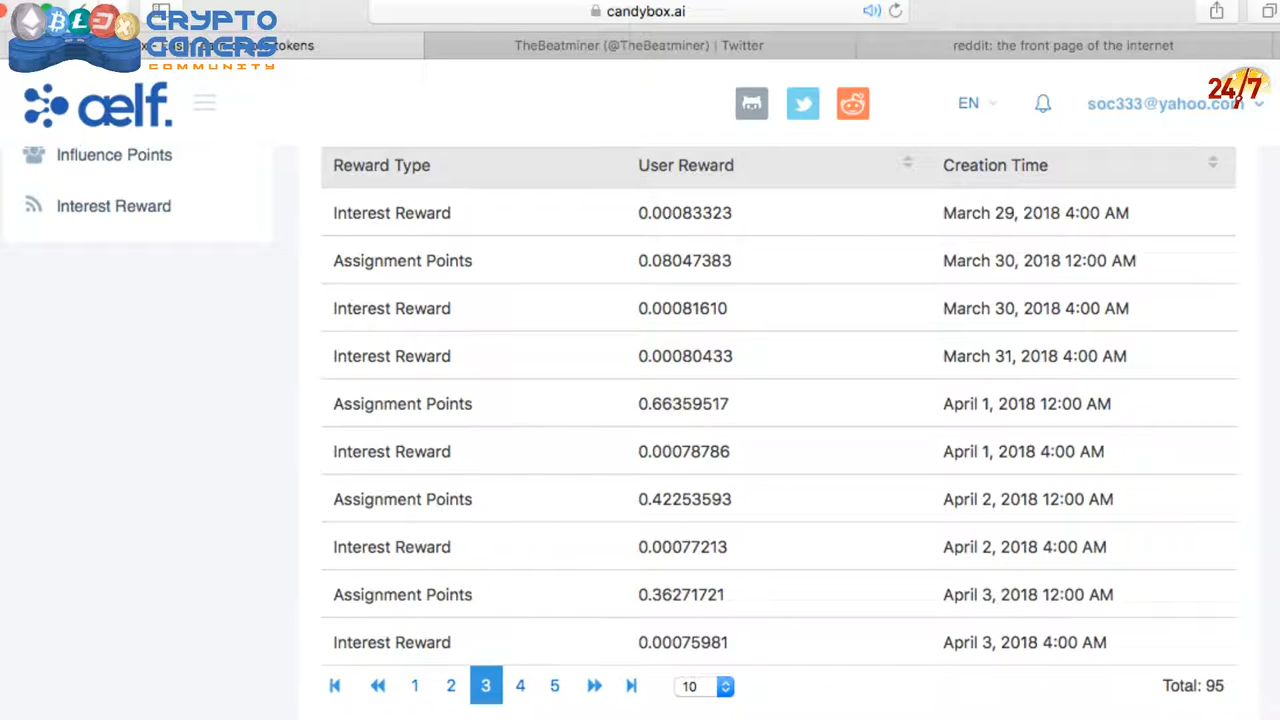 CRYPTO
GAMERS
COMMUNITY
candybox.ai
tokens
TheBeatminer (@TheBeatminer) | Twitter
reddit: the front page of the internet
24/7
ælf.
EN
soc333@yahoo.com
Influence Points
Interest Reward
Reward Type User Reward Creation Time
Interest Reward 0.00083323 March 29, 2018 4:00 AM
Assignment Points 0.08047383 March 30, 2018 12:00 AM
Interest Reward 0.00081610 March 30, 2018 4:00 AM
Interest Reward 0.00080433 March 31, 2018 4:00 AM
Assignment Points 0.66359517 April 1, 2018 12:00 AM
Interest Reward 0.00078786 April 1, 2018 4:00 AM
Assignment Points 0.42253593 April 2, 2018 12:00 AM
Interest Reward 0.00077213 April 2, 2018 4:00 AM
Assignment Points 0.36271721 April 3, 2018 12:00 AM
Interest Reward 0.00075981 April 3, 2018 4:00 AM
1 2 3 4 5 10 Total: 95